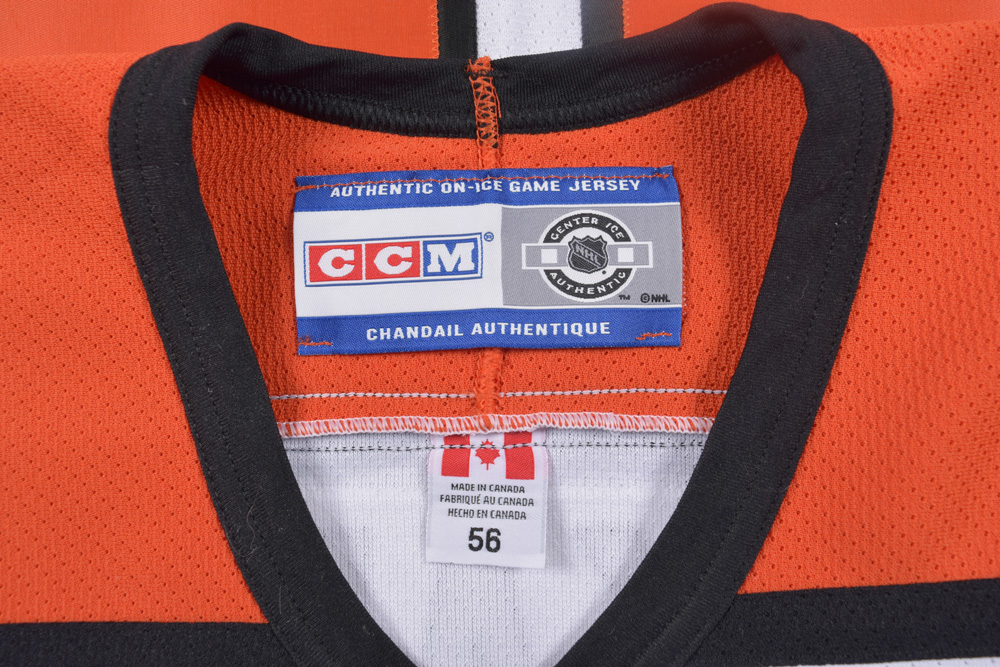 AUTHENTIC ON-ICE GAME JERSEY
CCM®
CENTER ICE
NHL
AUTHENTIC
™ ©NHL
CHANDAIL AUTHENTIQUE
MADE IN CANADA
FABRIQUÉ AU CANADA
HECHO EN CANADA
56